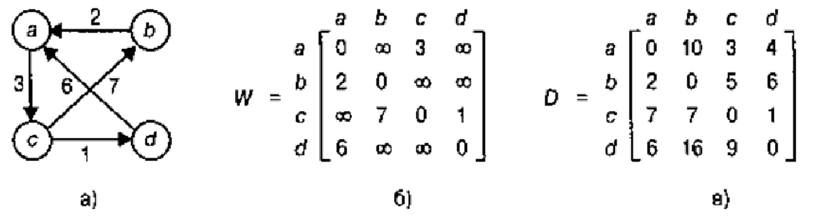 a 2 b
3 6 7
c 1 d
а)
a b c d
a 0 ∞ 3 ∞
b 2 0 ∞ ∞
W = c ∞ 7 0 1
d 6 ∞ ∞ 0
б)
a b c d
a 0 10 3 4
b 2 0 5 6
D = c 7 7 0 1
d 6 16 9 0
в)